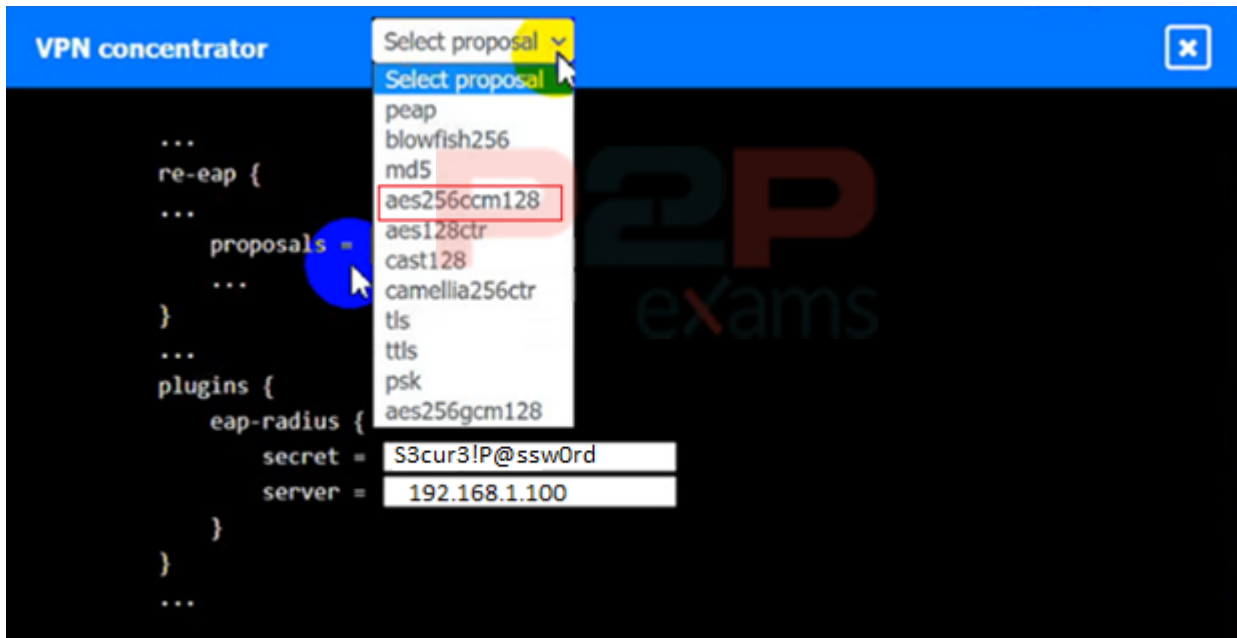 VPN concentrator
Select proposal
Select proposal
peap
blowfish256
md5
aes256ccm128
aes128ctr
cast128
camellia256ctr
tls
ttls
psk
aes256gcm128
...
re-eap {
...
proposals =
...
}
...
plugins {
eap-radius {
secret = S3cur3!P@ssw0rd
server = 192.168.1.100
}
}
...
P2P
exams